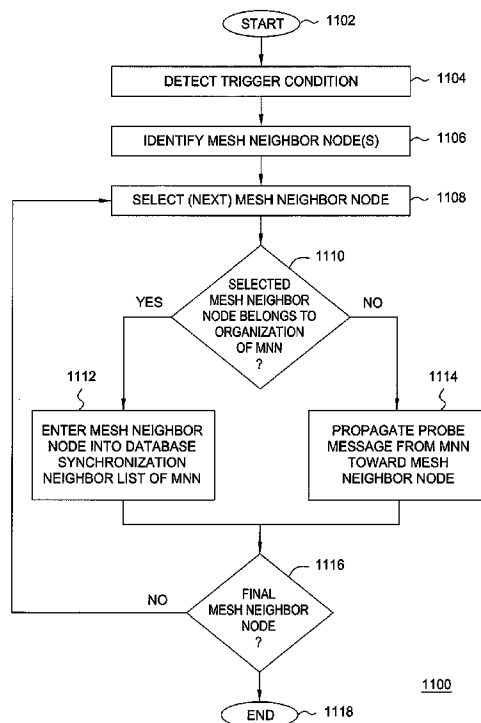 START
1102
DETECT TRIGGER CONDITION
1104
IDENTIFY MESH NEIGHBOR NODE(S)
1106
SELECT (NEXT) MESH NEIGHBOR NODE
1108
1110
SELECTED
MESH NEIGHBOR
NODE BELONGS TO
ORGANIZATION
OF MNN
?
YES
NO
1112
ENTER MESH NEIGHBOR
NODE INTO DATABASE
SYNCHRONIZATION
NEIGHBOR LIST OF MNN
1114
PROPAGATE PROBE
MESSAGE FROM MNN
TOWARD MESH
NEIGHBOR NODE
1116
FINAL
MESH NEIGHBOR
NODE
?
NO
1100
END
1118